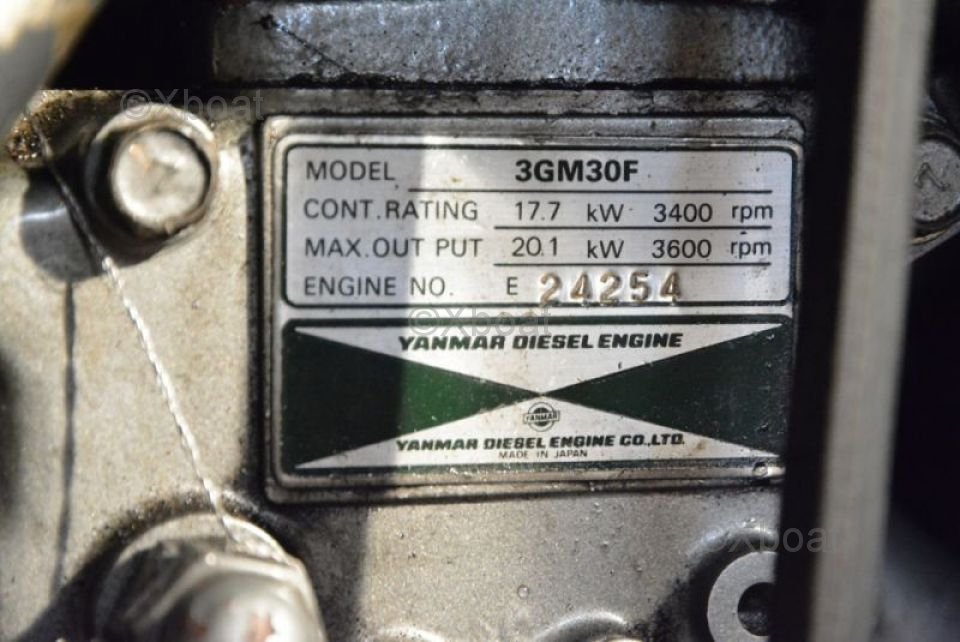 ©Xboat
MODEL 3GM30F
CONT.RATING 17.7 kW 3400 rpm
MAX.OUT PUT 20.1 kW 3600 rpm
ENGINE NO. E 24254
©Xboat
YANMAR DIESEL ENGINE
YANMAR
YANMAR DIESEL ENGINE CO.,LTD.
MADE IN JAPAN
©Xboat